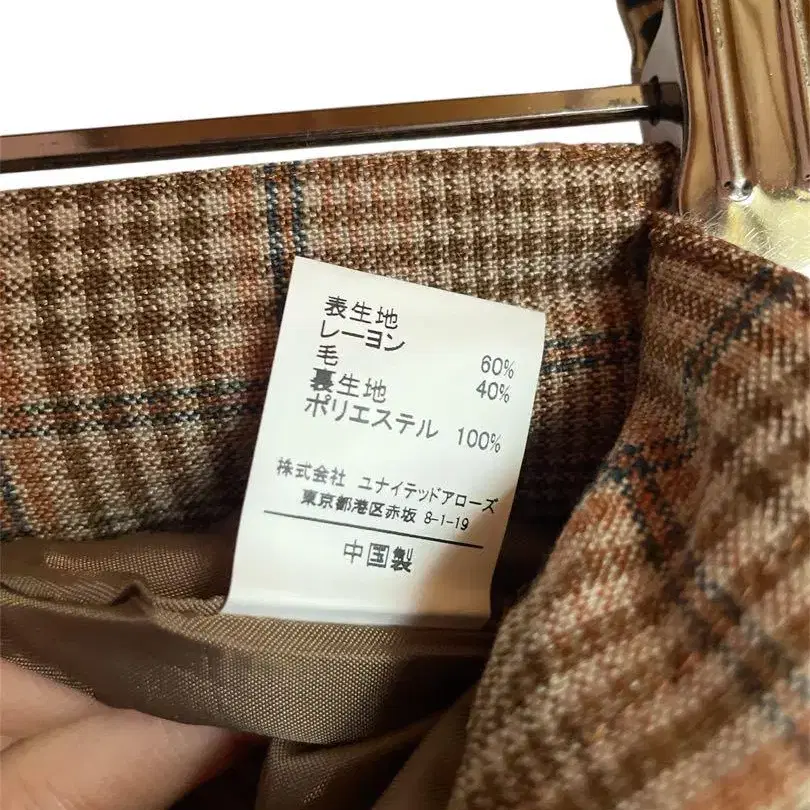 表生地
レーヨン 60%
毛 40%
裏生地
ポリエステル 100%
株式会社 ユナイテッドアローズ
東京都港区赤坂 8-1-19
中国製